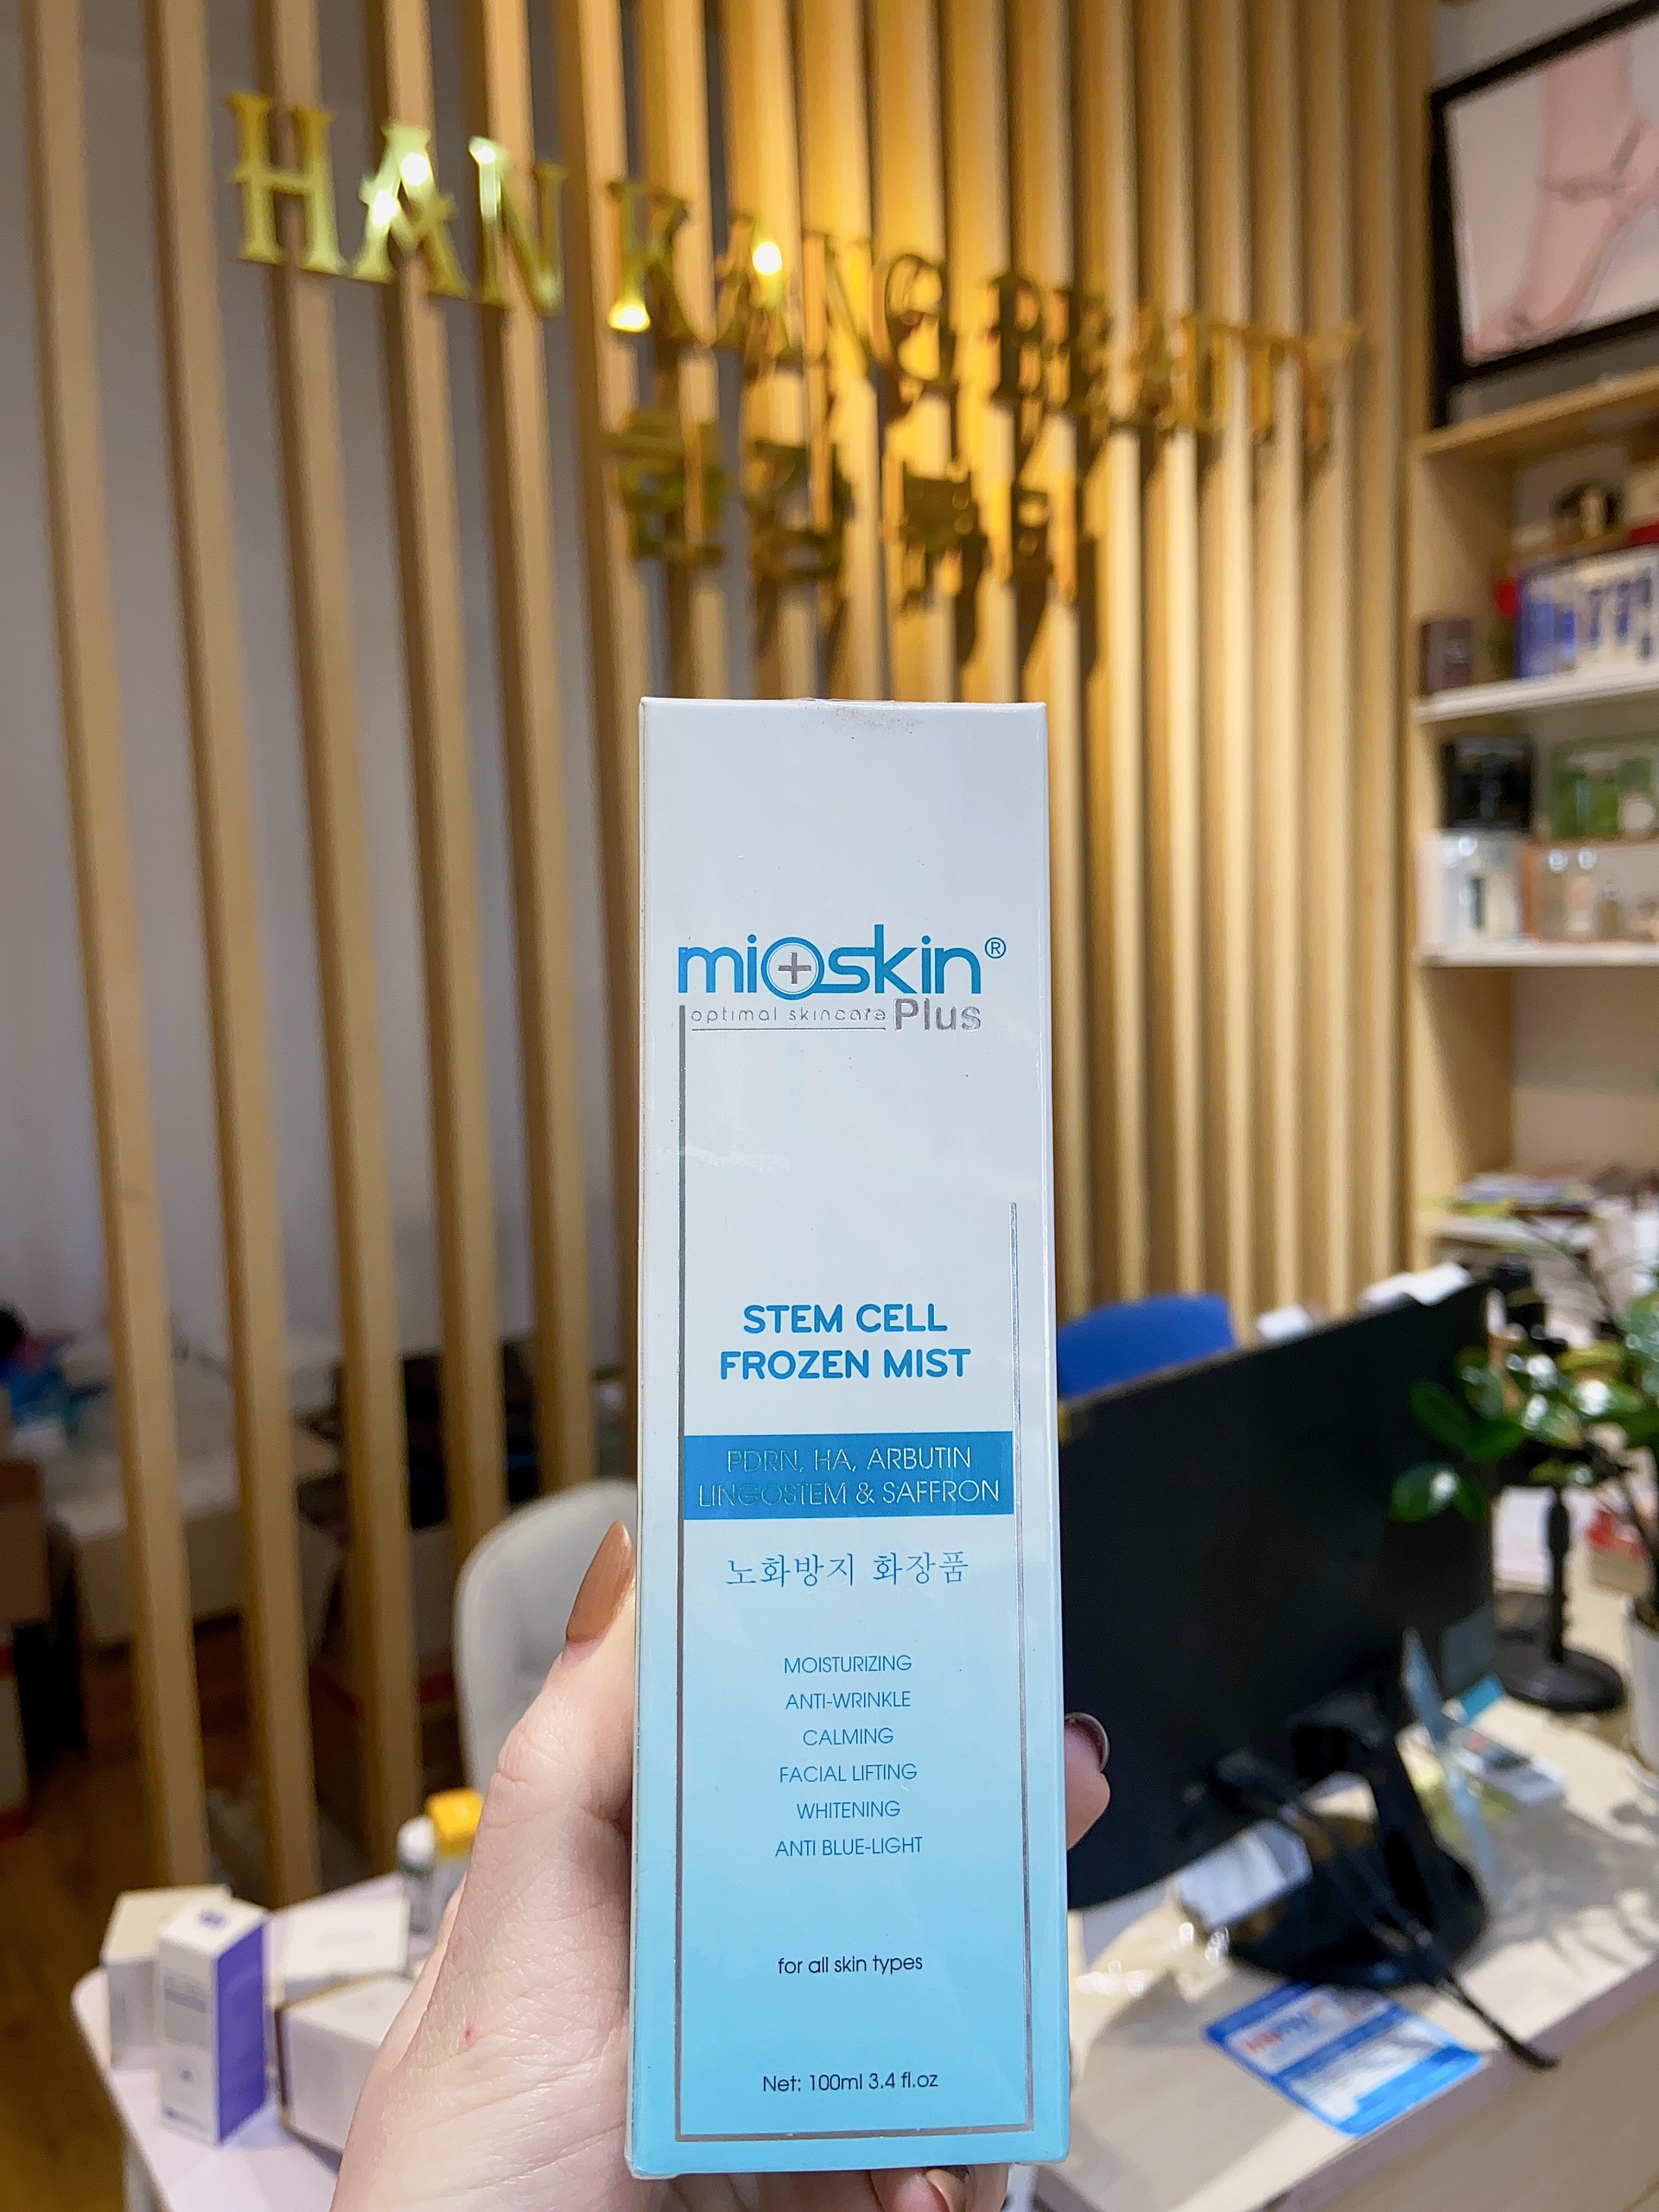 HAN KANG BEAUTY
mioskin®
optimal skincare Plus
STEM CELL
FROZEN MIST
PDRN, HA, ARBUTIN
LINGOSTEM & SAFFRON
노화방지 화장품
MOISTURIZING
ANTI-WRINKLE
CALMING
FACIAL LIFTING
WHITENING
ANTI BLUE-LIGHT
for all skin types
Net: 100ml 3.4 fl.oz